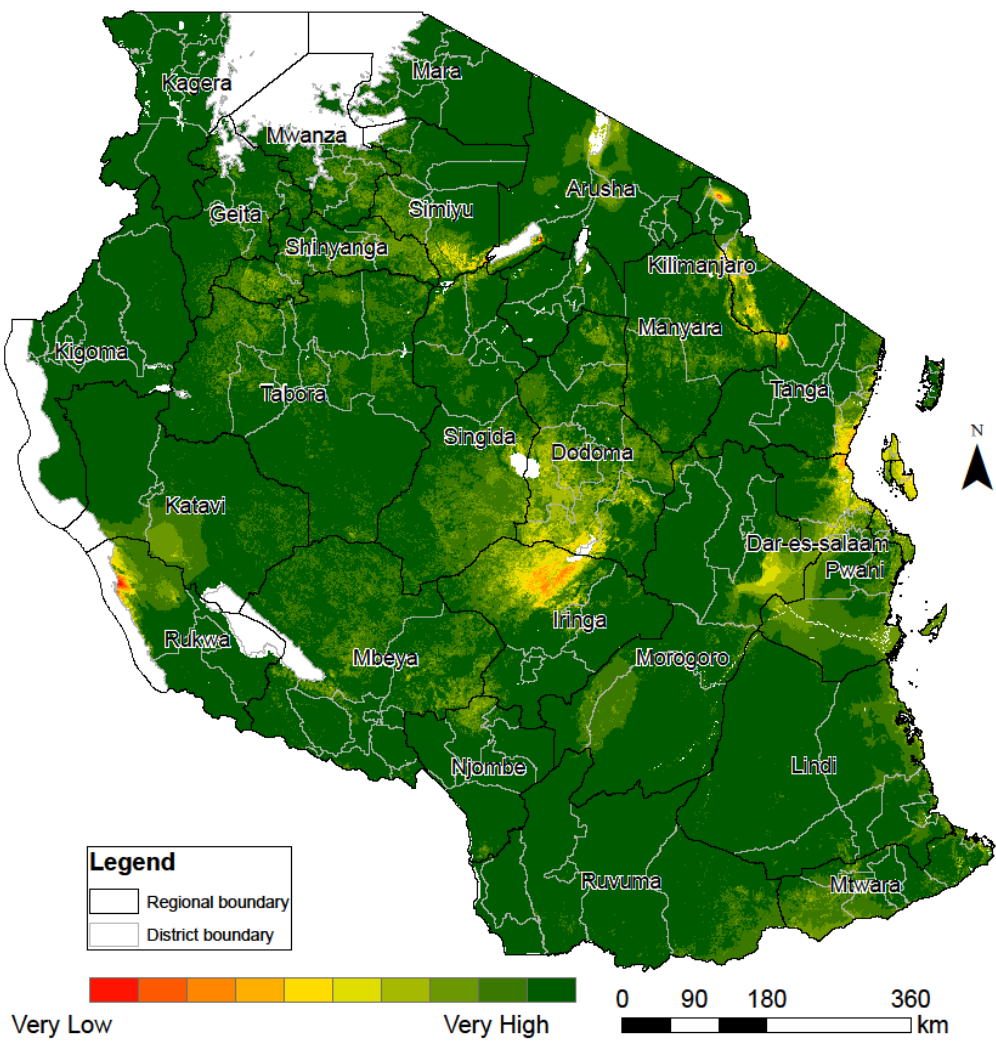 Kagera
Mara
Mwanza
Arusha
Geita
Simiyu
Shinyanga
Kilimanjaro
Manyara
Kigoma
Tabora
Tanga
Singida
Dodoma
N
Katavi
Dar-es-salaam
Pwani
Iringa
Rukwa
Mbeya
Morogoro
Njombe
Lindi
Ruvuma
Mtwara
Legend
Regional boundary
District boundary
Very Low
Very High
0 90 180 360
km